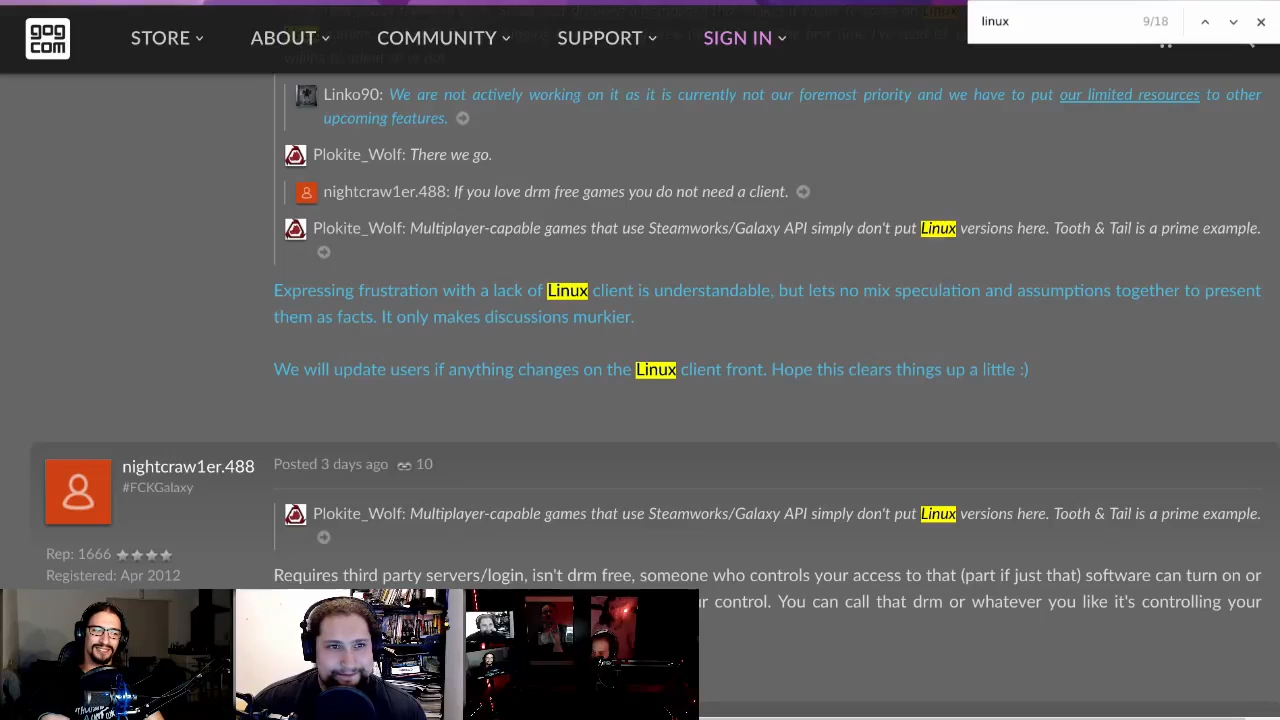 linux 9/18
gog com STORE ABOUT COMMUNITY SUPPORT SIGN IN
Linko90: We are not actively working on it as it is currently not our foremost priority and we have to put our limited resources to other
upcoming features.
Plokite_Wolf: There we go.
nightcraw1er.488: If you love drm free games you do not need a client.
Plokite_Wolf: Multiplayer-capable games that use Steamworks/Galaxy API simply don't put Linux versions here. Tooth & Tail is a prime example.
Expressing frustration with a lack of Linux client is understandable, but lets no mix speculation and assumptions together to present
them as facts. It only makes discussions murkier.
We will update users if anything changes on the Linux client front. Hope this clears things up a little :)
nightcraw1er.488
#FCKGalaxy
Rep: 1666
Registered: Apr 2012
Posted 3 days ago 10
Plokite_Wolf: Multiplayer-capable games that use Steamworks/Galaxy API simply don't put Linux versions here. Tooth & Tail is a prime example.
Requires third party servers/login, isn't drm free, someone who controls your access to that (part if just that) software can turn on or
control. You can call that drm or whatever you like it's controlling your